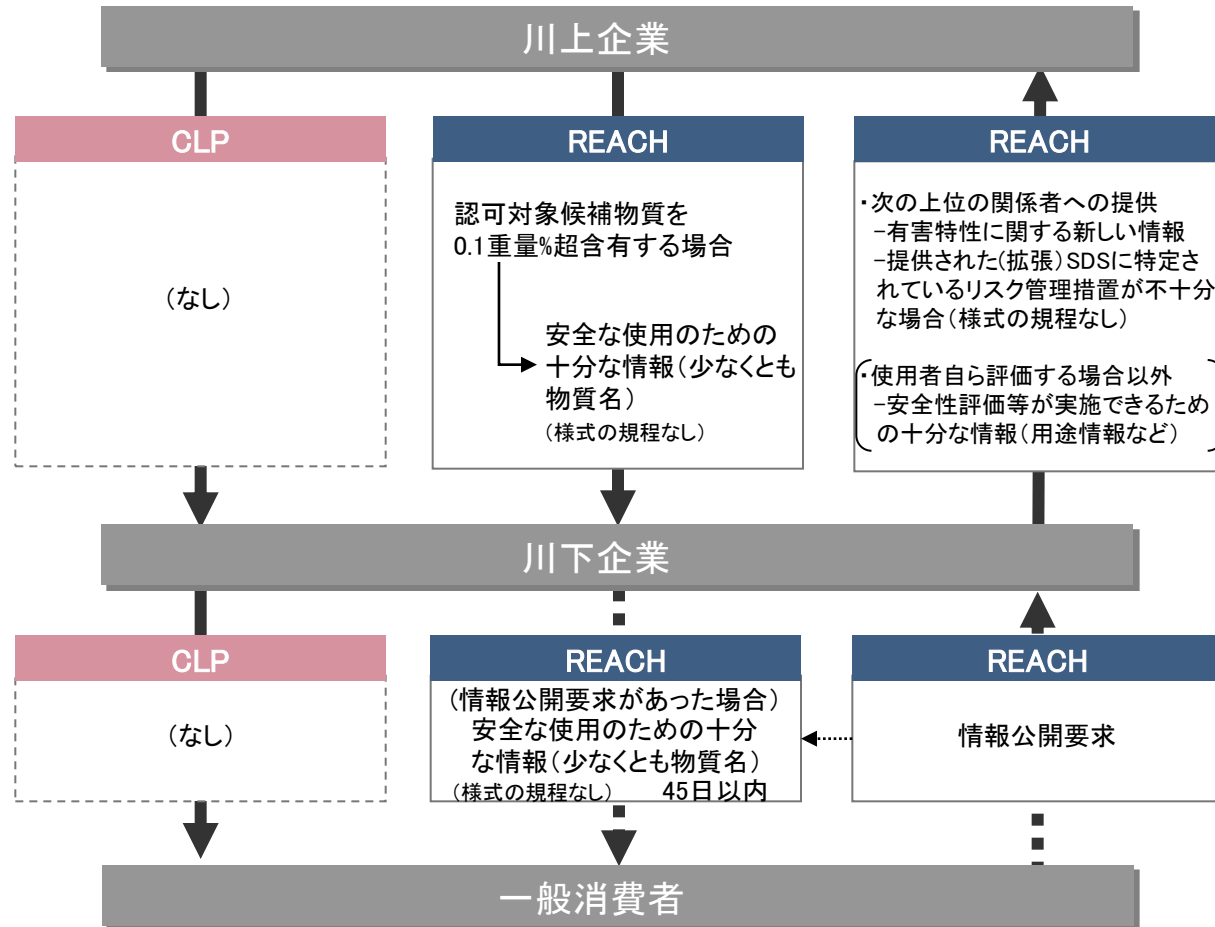 川上企業
CLP
(なし)
REACH
認可対象候補物質を
0.1重量%超含有する場合
安全な使用のための
十分な情報(少なくとも
物質名)
(様式の規程なし)
REACH
・次の上位の関係者への提供
-有害特性に関する新しい情報
-提供された(拡張)SDSに特定さ
れているリスク管理措置が不十分
な場合(様式の規程なし)
・使用者自ら評価する場合以外
-安全性評価等が実施できるため
の十分な情報(用途情報など)
川下企業
CLP
(なし)
REACH
(情報公開要求があった場合)
安全な使用のための十分
な情報(少なくとも物質名)
(様式の規程なし) 45日以内
REACH
情報公開要求
一般消費者